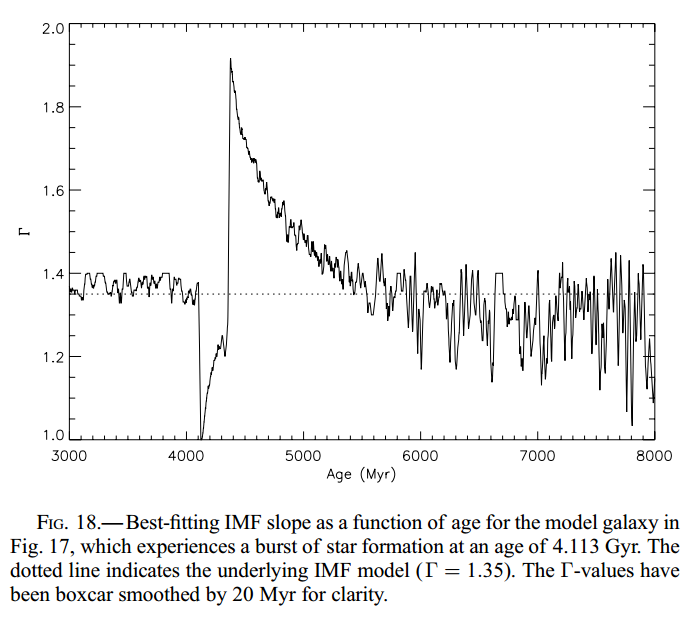 2.0
1.8
1.6
Γ
1.4
1.2
1.0
3000 4000 5000 6000 7000 8000
Age (Myr)
FIG. 18.—Best-fitting IMF slope as a function of age for the model galaxy in
Fig. 17, which experiences a burst of star formation at an age of 4.113 Gyr. The
dotted line indicates the underlying IMF model (Γ = 1.35). The Γ-values have
been boxcar smoothed by 20 Myr for clarity.